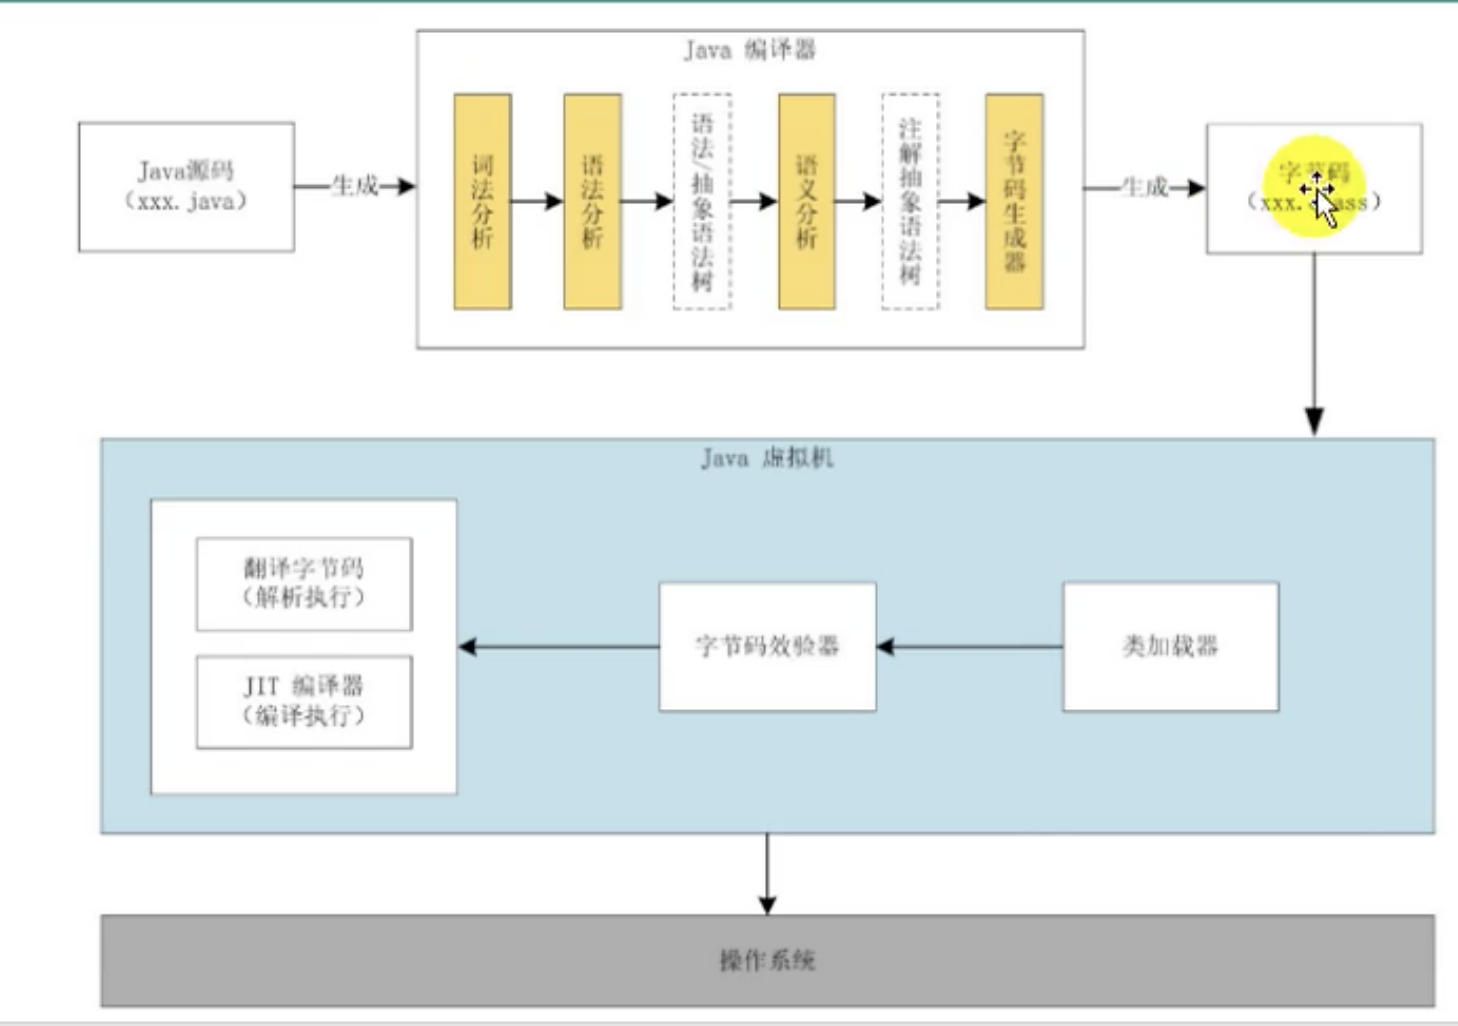 Java 编译器
Java源码
（xxx.java）
生成
词法分析
语法分析
语法/抽象语法树
语义分析
注解抽象语法树
字节码生成器
生成
字节码
Java 虚拟机
翻译字节码
（解析执行）
JIT 编译器
（编译执行）
字节码效验器
类加载器
操作系统